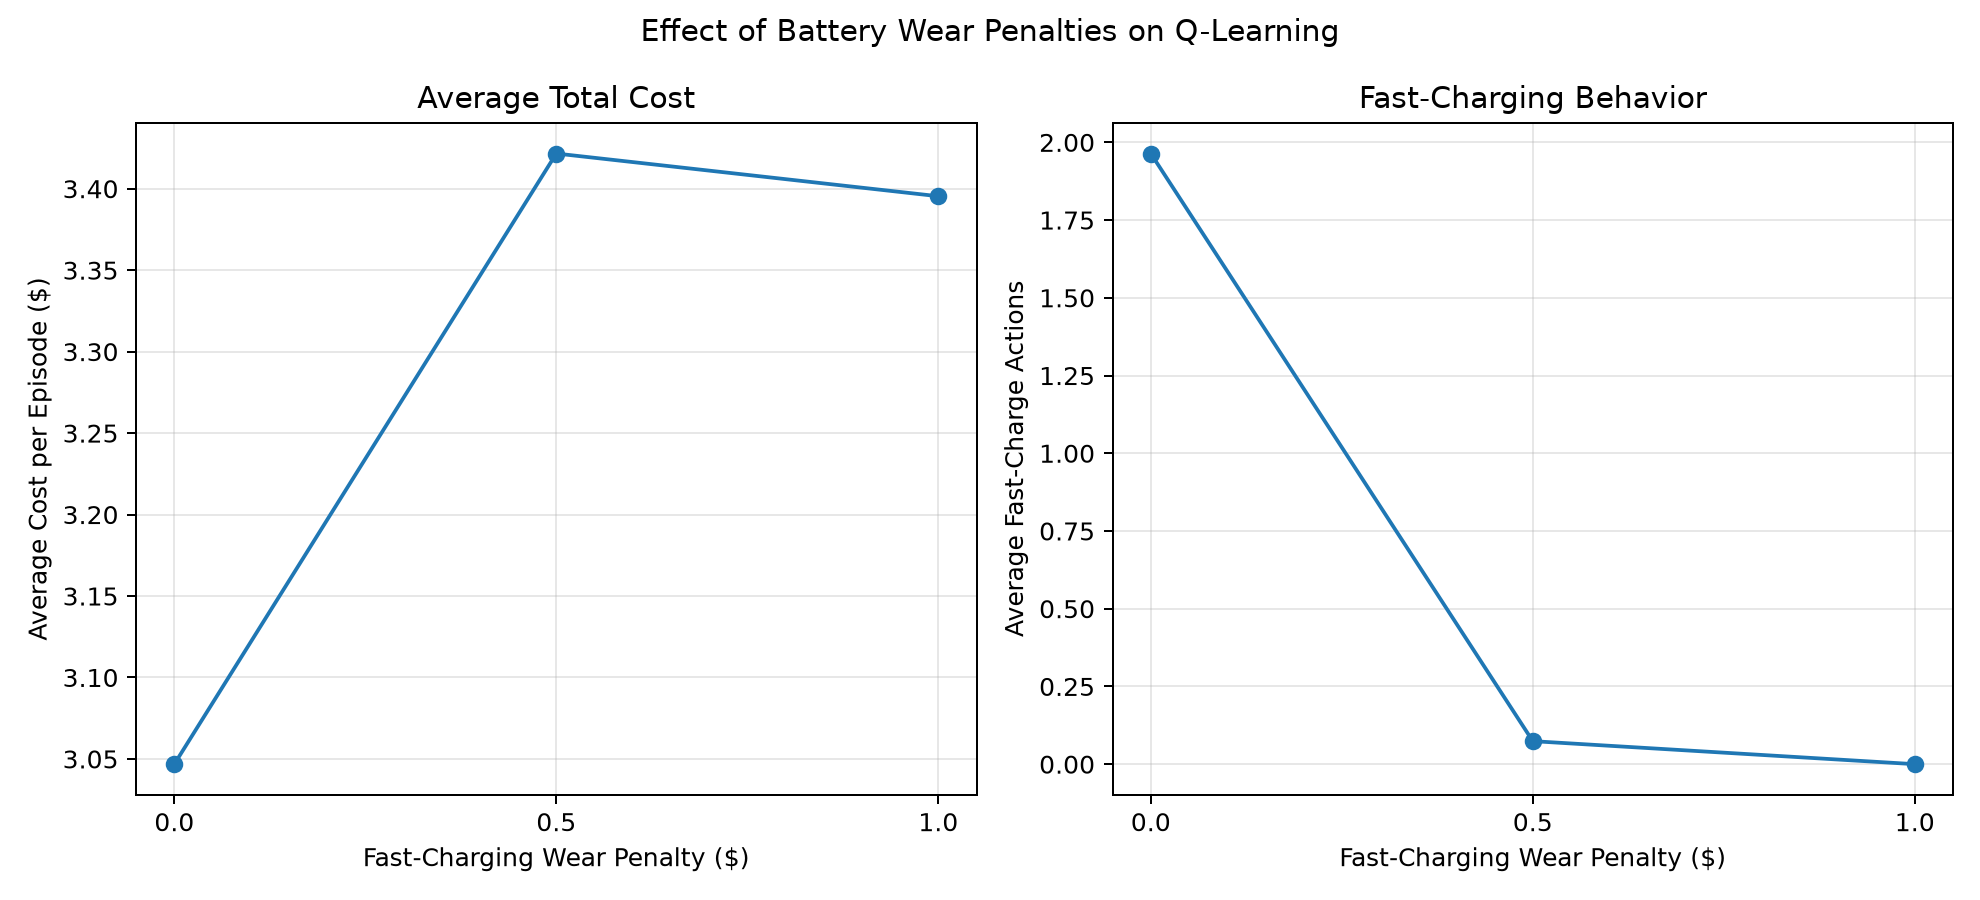 Effect of Battery Wear Penalties on Q-Learning
Average Total Cost
Average Cost per Episode ($)
3.40
3.35
3.30
3.25
3.20
3.15
3.10
3.05
0.0 0.5 1.0
Fast-Charging Wear Penalty ($)
Fast-Charging Behavior
Average Fast-Charge Actions
2.00
1.75
1.50
1.25
1.00
0.75
0.50
0.25
0.00
0.0 0.5 1.0
Fast-Charging Wear Penalty ($)